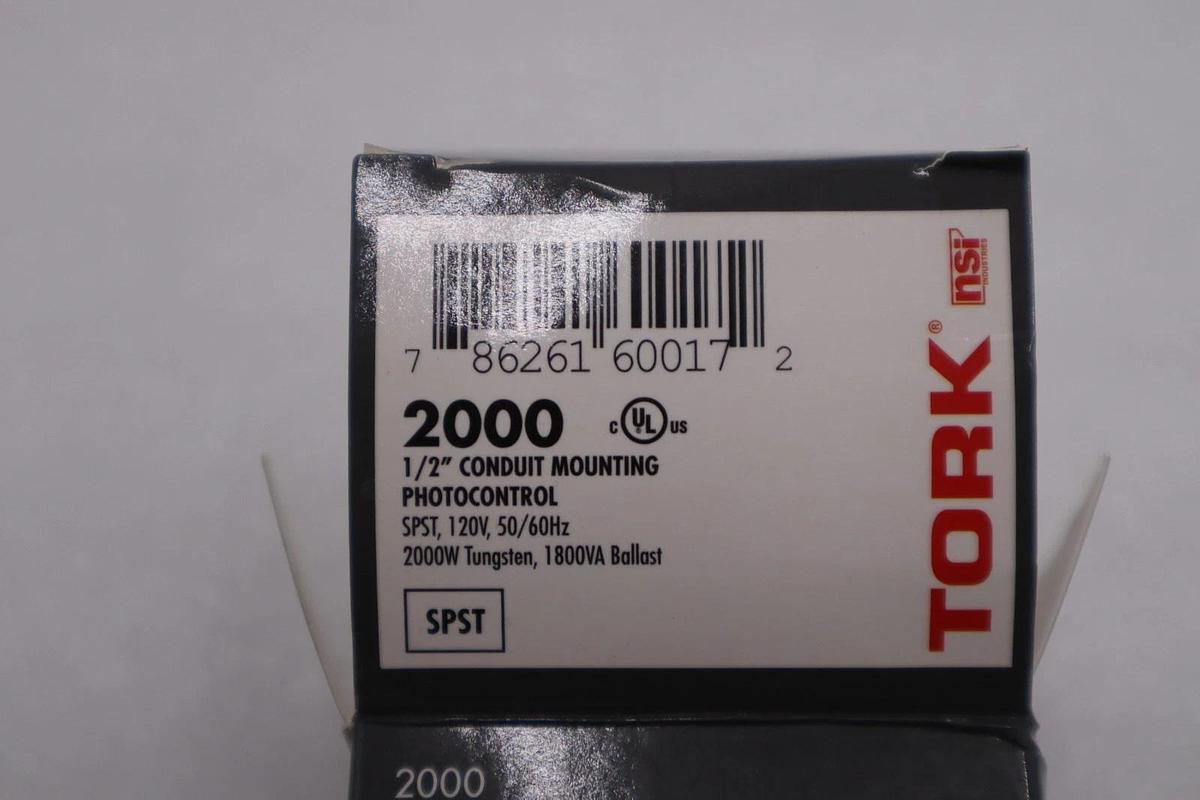 7 86261 60017 2
2000 c UL® us
1/2" CONDUIT MOUNTING
PHOTOCONTROL
SPST, 120V, 50/60Hz
2000W Tungsten, 1800VA Ballast
SPST
TORK®
nsi
INDUSTRIES
2000